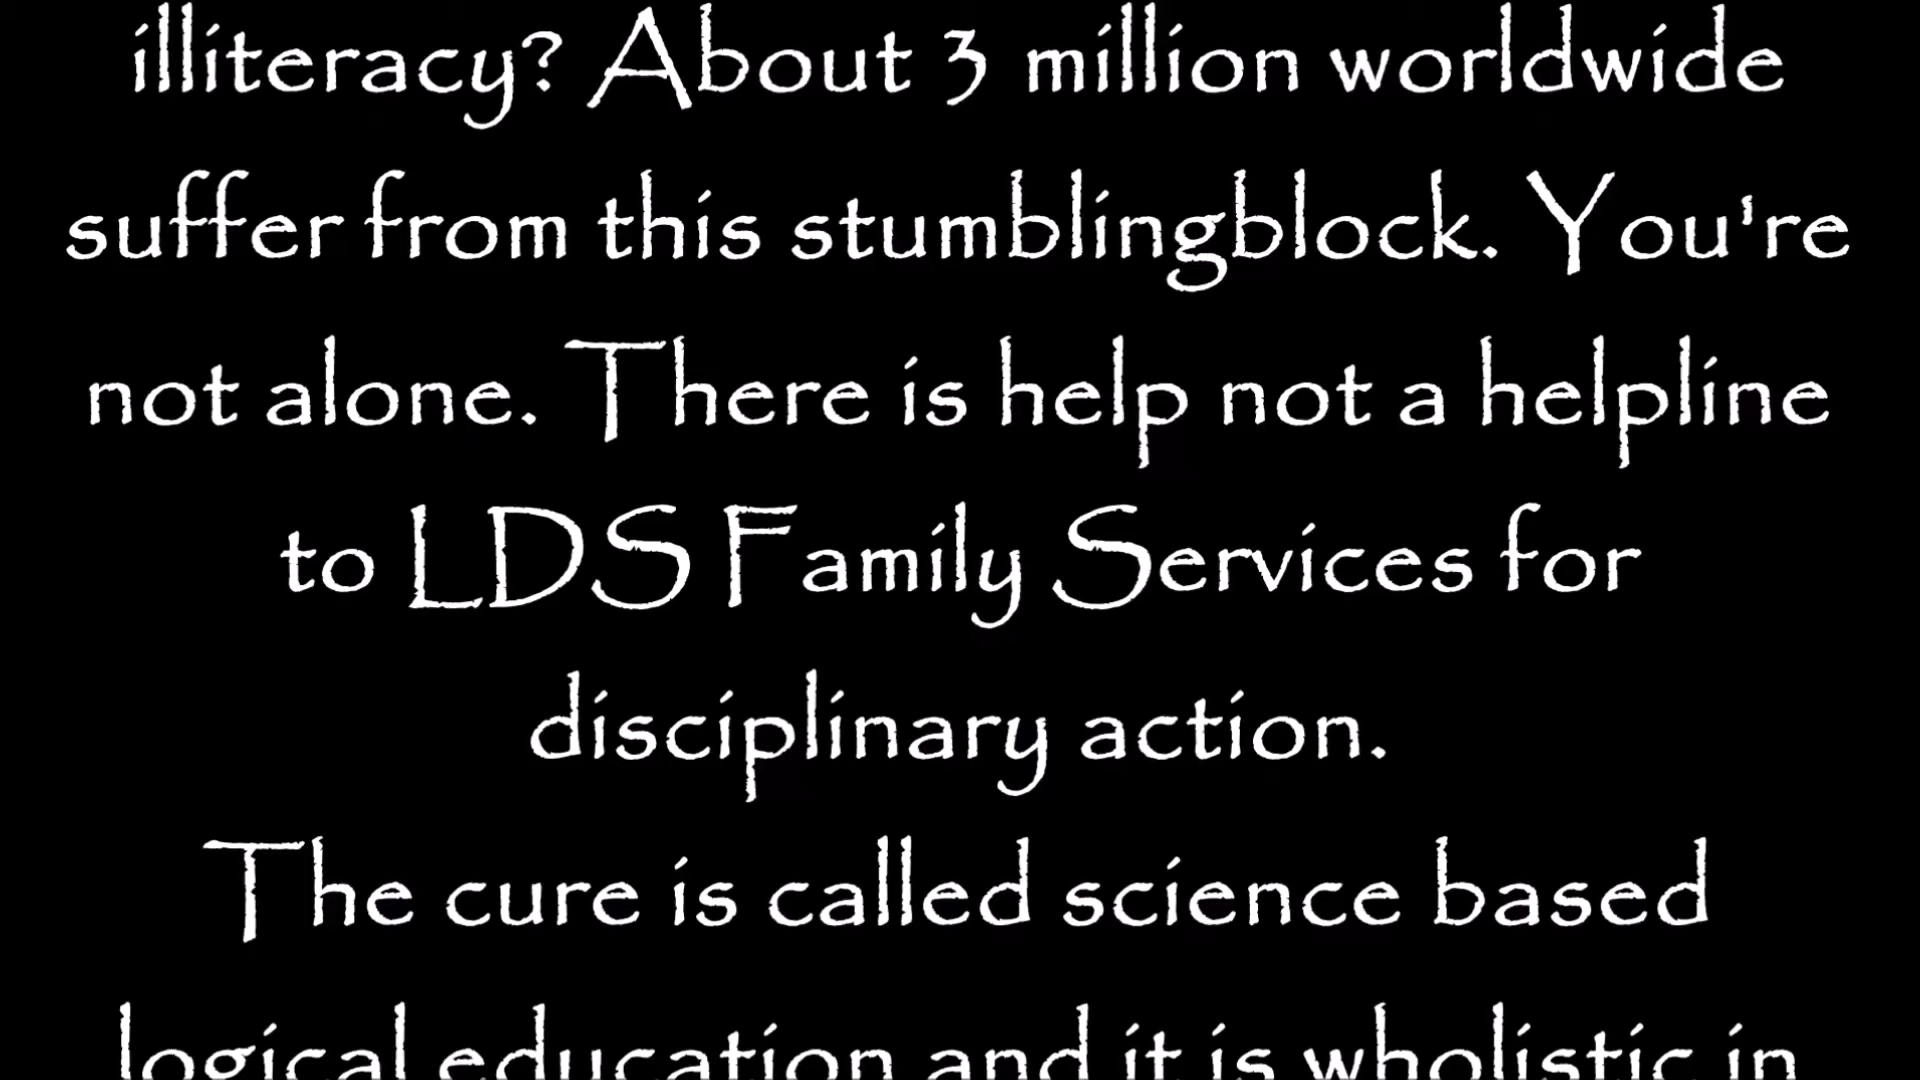 illiteracy? About 3 million worldwide
suffer from this stumblingblock. You're
not alone. There is help not a helpline
to LDS Family Services for
disciplinary action.
The cure is called science based
logical education and it is wholistic in